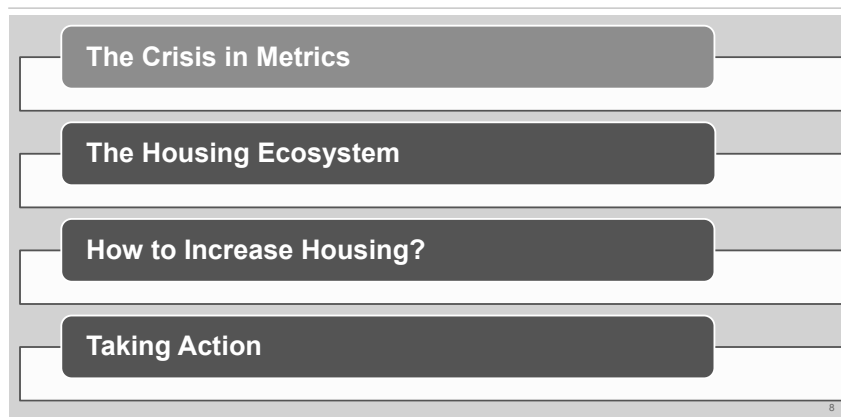 The Crisis in Metrics
The Housing Ecosystem
How to Increase Housing?
Taking Action
8